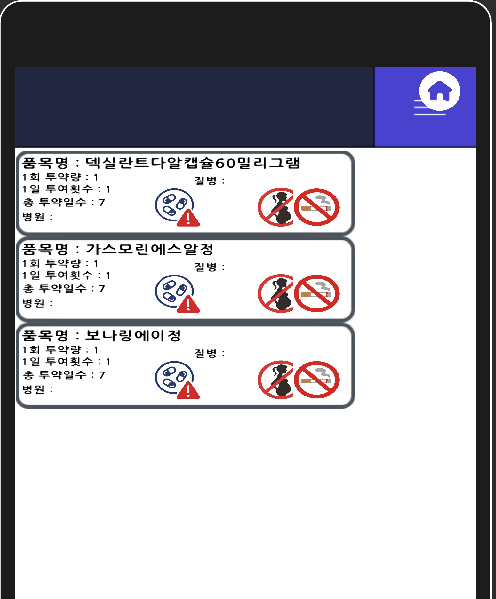 품목명 : 덱실란트디알캡슐60밀리그램
1회 투약량 : 1
질병 :
1일 투여횟수 : 1
총 투약일수 : 7
병원 :
품목명 : 가스모린에스알정
1회 투약량 : 1
질병 :
1일 투여횟수 : 1
총 투약일수 : 7
병원 :
품목명 : 보나링에이정
1회 투약량 : 1
질병 :
1일 투여횟수 : 1
총 투약일수 : 7
병원 :